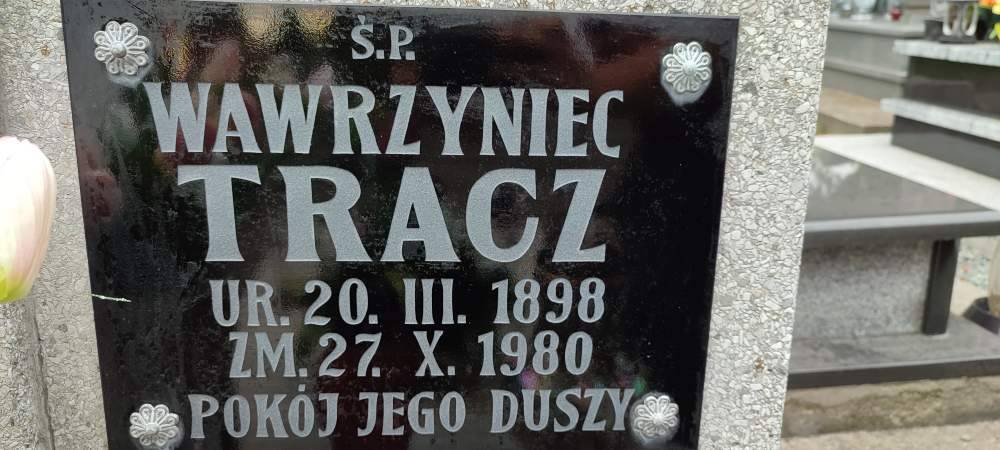 Ś.P.
WAWRZYNIEC
TRACZ
UR. 20. III. 1898
ZM. 27. X. 1980
POKÓJ JEGO DUSZY